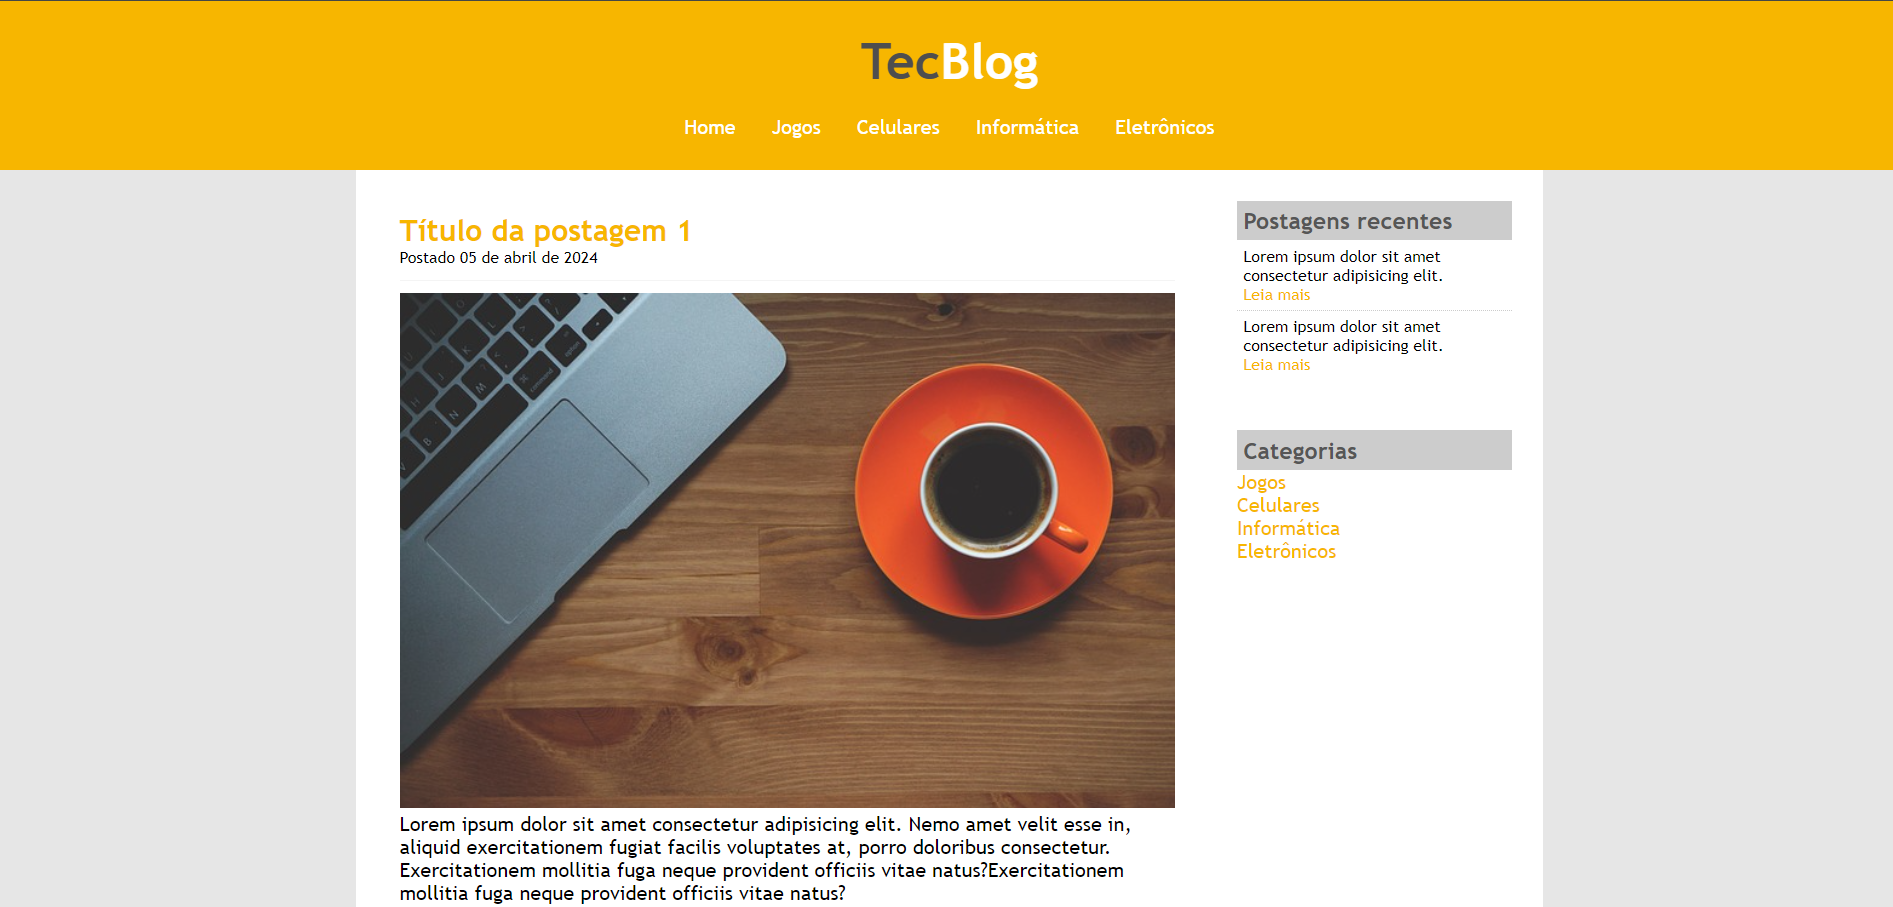 TecBlog
Home Jogos Celulares Informática Eletrônicos
Título da postagem 1
Postado 05 de abril de 2024
Lorem ipsum dolor sit amet consectetur adipisicing elit. Nemo amet velit esse in,
aliquid exercitationem fugiat facilis voluptates at, porro doloribus consectetur.
Exercitationem mollitia fuga neque provident officiis vitae natus?Exercitationem
mollitia fuga neque provident officiis vitae natus?
Postagens recentes
Lorem ipsum dolor sit amet
consectetur adipisicing elit.
Leia mais
Lorem ipsum dolor sit amet
consectetur adipisicing elit.
Leia mais
Categorias
Jogos
Celulares
Informática
Eletrônicos